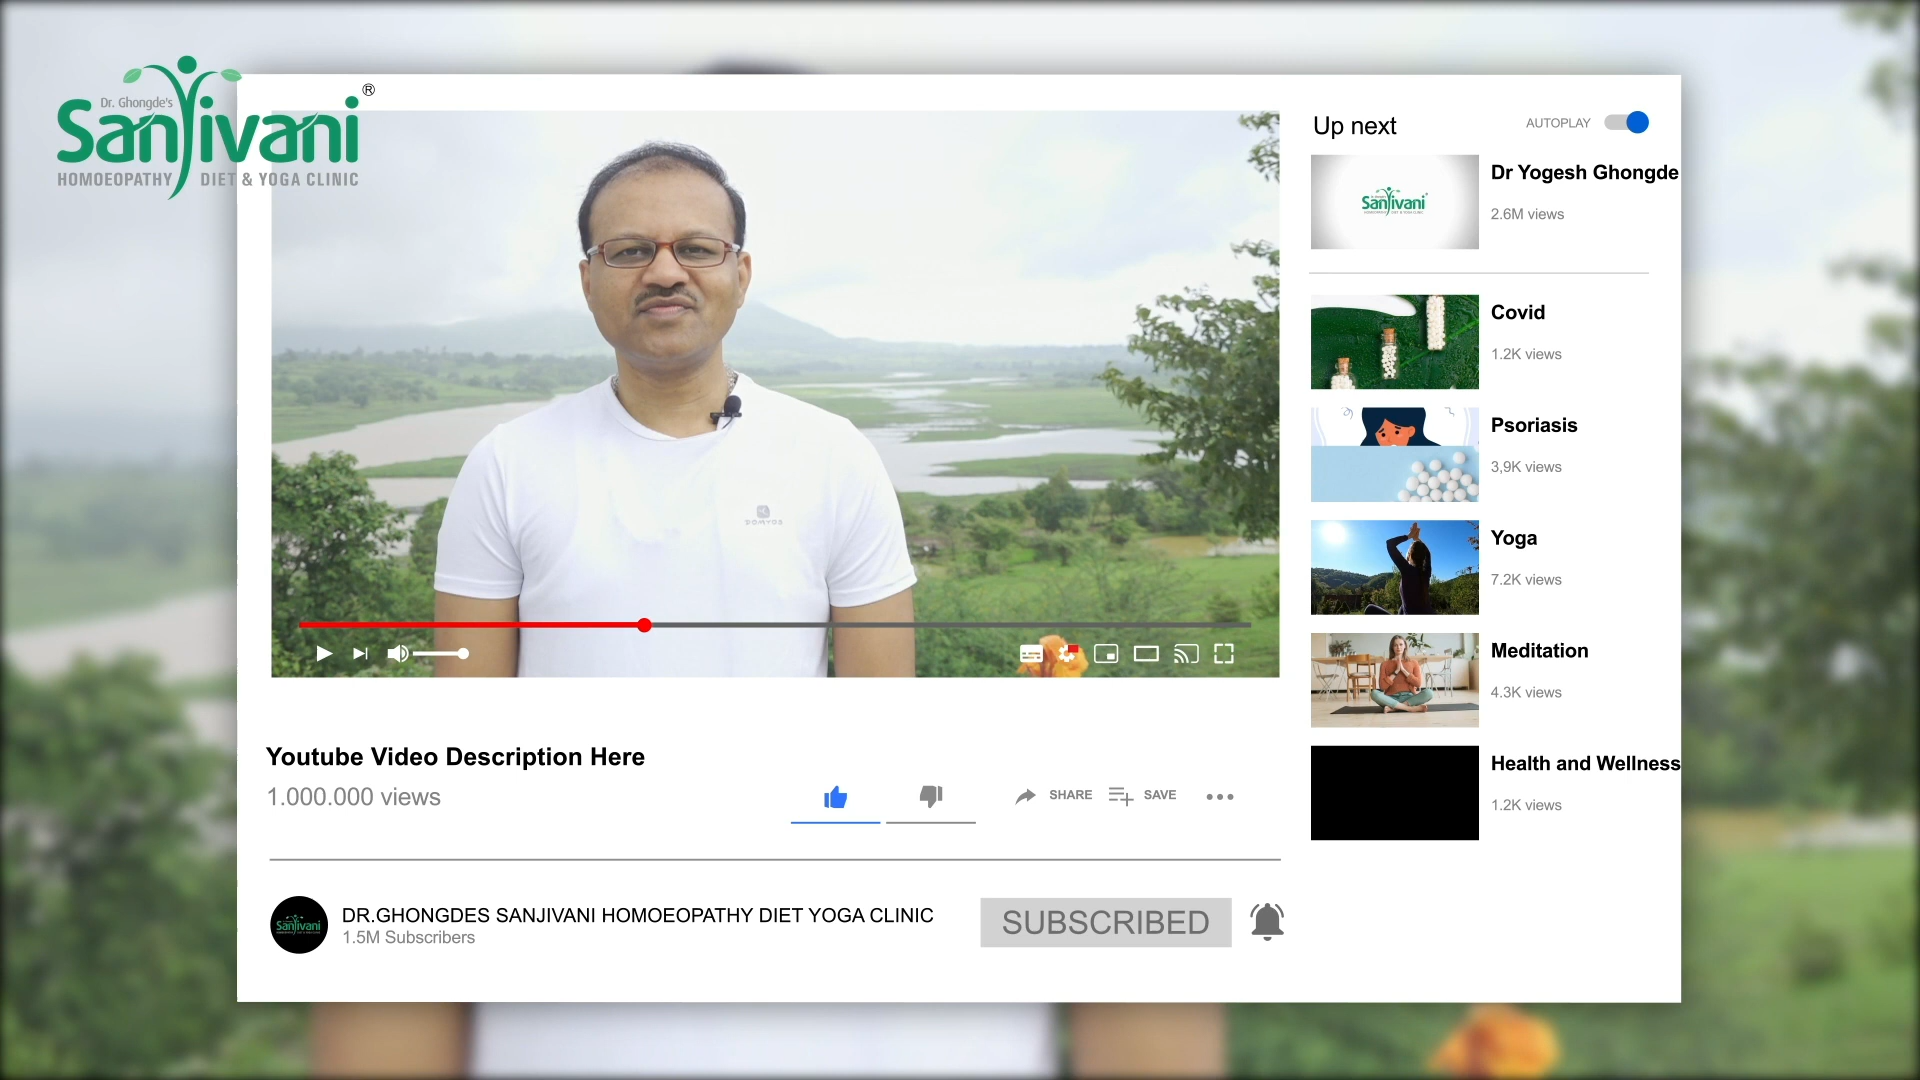 Dr. Ghongde's
Sanjivani®
HOMOEOPATHY DIET & YOGA CLINIC
Up next
AUTOPLAY
Sanjivani
Dr Yogesh Ghongde
2.6M views
Covid
1.2K views
Psoriasis
3,9K views
Yoga
7.2K views
Meditation
4.3K views
Health and Wellness
1.2K views
DOMYOS
Youtube Video Description Here
1.000.000 views
SHARE
SAVE
Sanjivani
DR.GHONGDES SANJIVANI HOMOEOPATHY DIET YOGA CLINIC
1.5M Subscribers
SUBSCRIBED